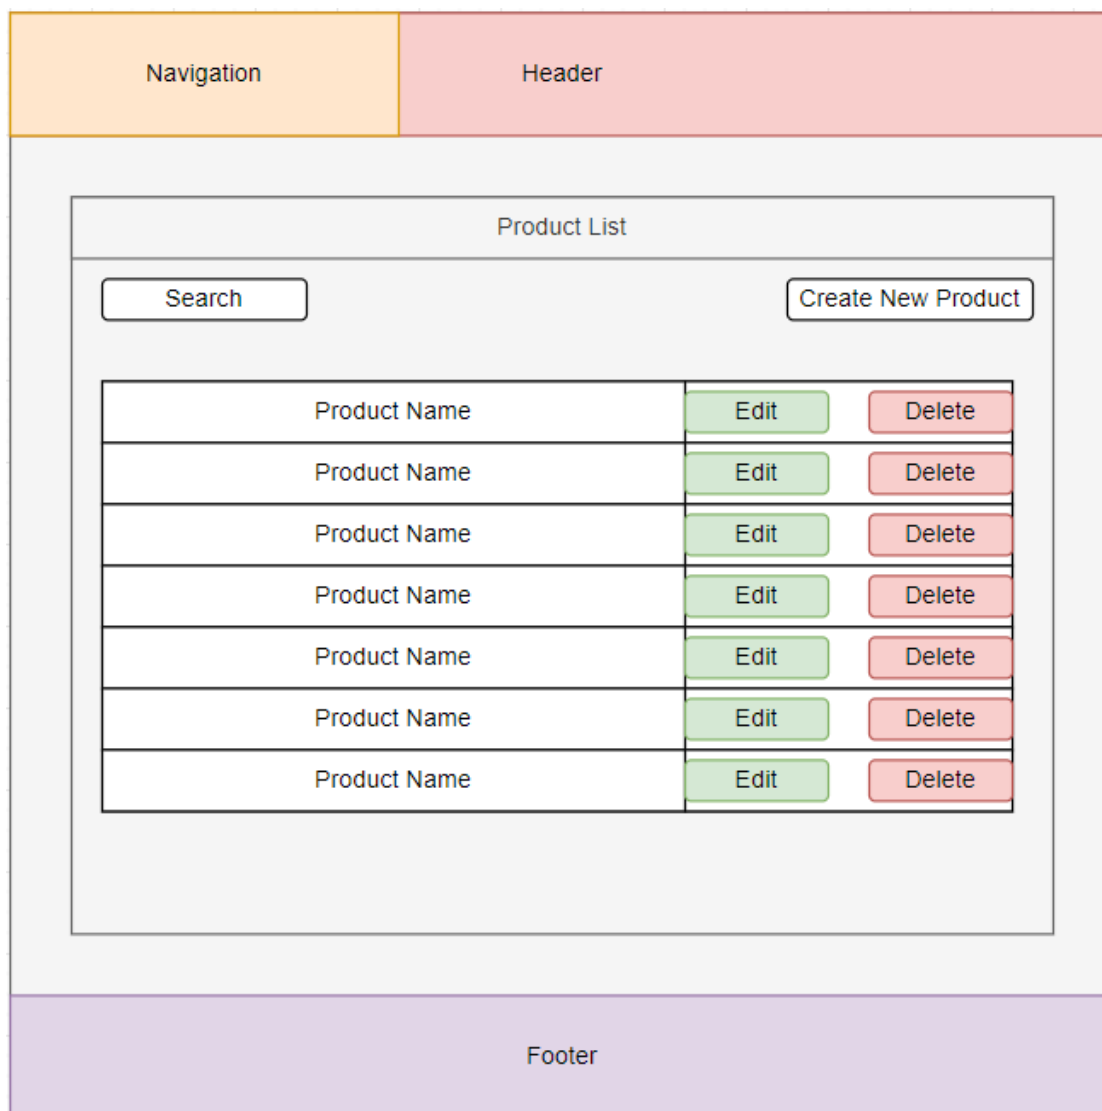 Navigation
Header
Product List
Search
Create New Product
Product Name
Edit
Delete
Product Name
Edit
Delete
Product Name
Edit
Delete
Product Name
Edit
Delete
Product Name
Edit
Delete
Product Name
Edit
Delete
Product Name
Edit
Delete
Footer